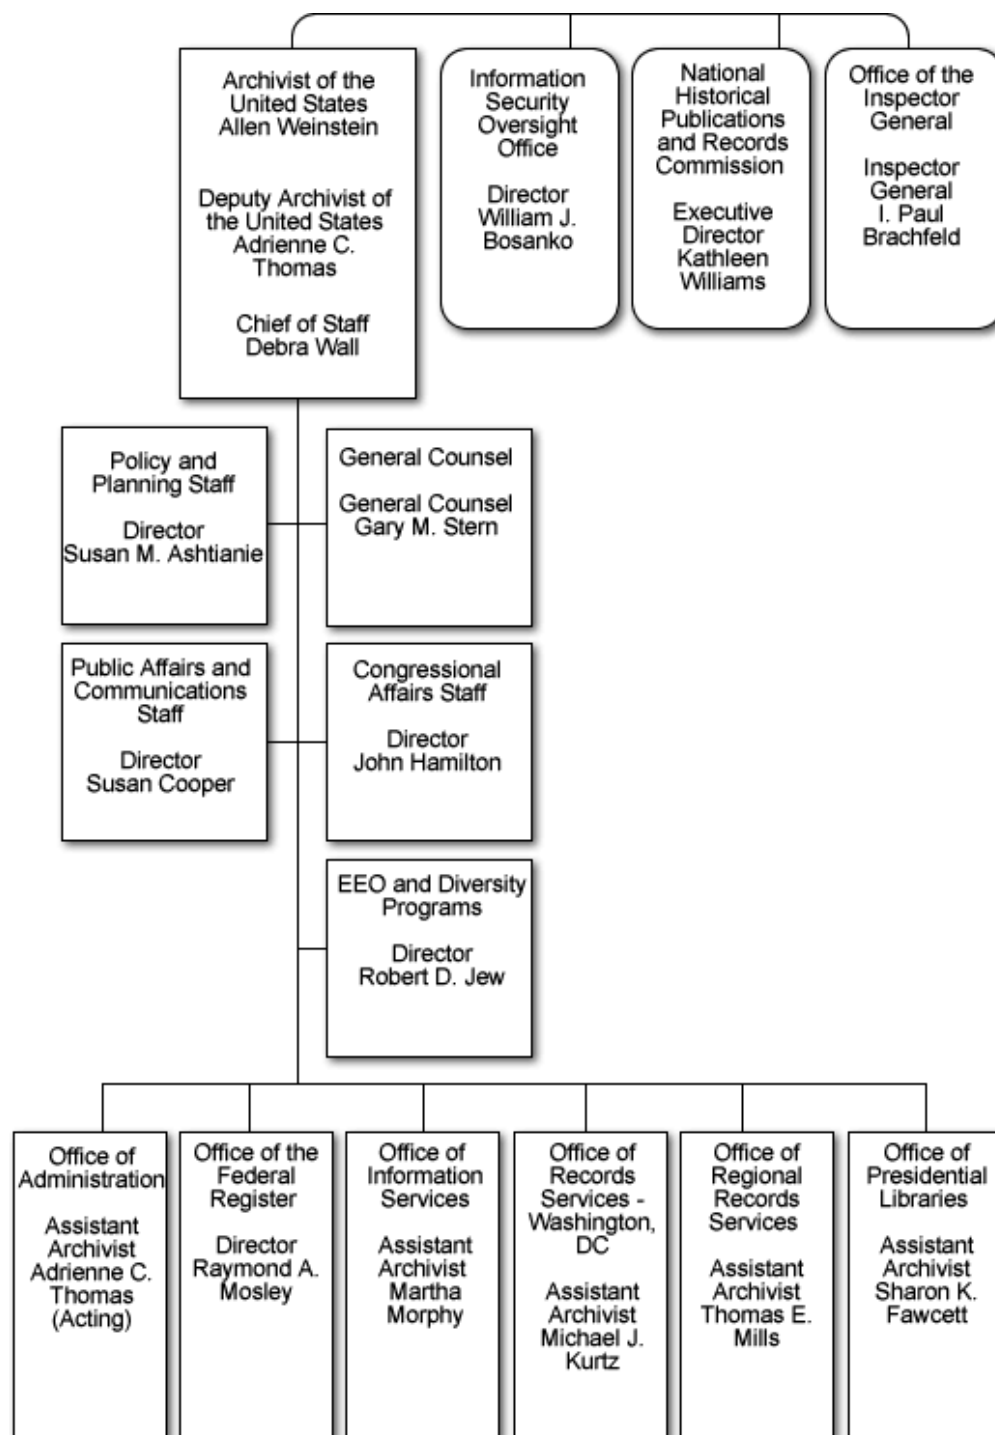 Archivist of the
United States
Allen Weinstein
Deputy Archivist of
the United States
Adrienne C.
Thomas
Chief of Staff
Debra Wall
Information
Security
Oversight
Office
Director
William J.
Bosanko
National
Historical
Publications
and Records
Commission
Executive
Director
Kathleen
Williams
Office of the
Inspector
General
Inspector
General
I. Paul
Brachfeld
Policy and
Planning Staff
Director
Susan M. Ashtianie
General Counsel
General Counsel
Gary M. Stern
Public Affairs and
Communications
Staff
Director
Susan Cooper
Congressional
Affairs Staff
Director
John Hamilton
EEO and Diversity
Programs
Director
Robert D. Jew
Office of
Administration
Assistant
Archivist
Adrienne C.
Thomas
(Acting)
Office of the
Federal
Register
Director
Raymond A.
Mosley
Office of
Information
Services
Assistant
Archivist
Martha
Morphy
Office of
Records
Services -
Washington,
DC
Assistant
Archivist
Michael J.
Kurtz
Office of
Regional
Records
Services
Assistant
Archivist
Thomas E.
Mills
Office of
Presidential
Libraries
Assistant
Archivist
Sharon K.
Fawcett